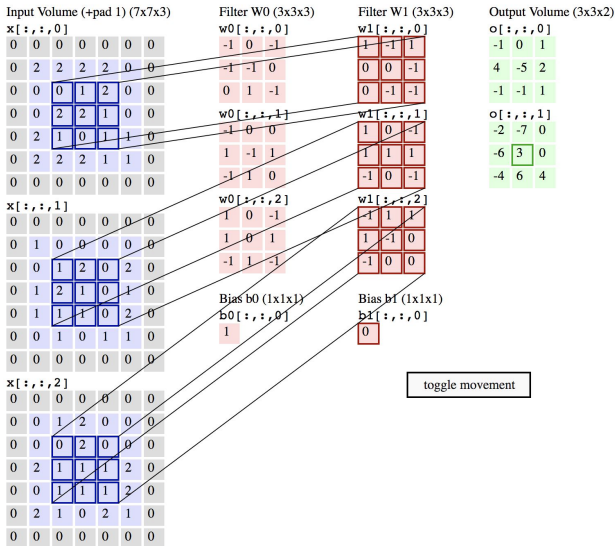 Input Volume (+pad 1) (7x7x3)
x[:,:,0]
0 0 0 0 0 0 0
0 2 2 2 2 0 0
0 0 0 1 2 0 0
0 0 2 2 1 0 0
0 2 1 0 1 1 0
0 2 2 2 1 1 0
0 0 0 0 0 0 0
x[:,:,1]
0 0 0 0 0 0 0
0 1 0 0 0 0 0
0 0 1 2 0 2 0
0 1 2 1 0 1 0
0 1 1 1 0 2 0
0 0 1 0 1 1 0
0 0 0 0 0 0 0
x[:,:,2]
0 0 0 0 0 0 0
0 0 1 2 0 0 0
0 0 0 2 0 0 0
0 2 1 1 1 2 0
0 0 1 1 1 2 0
0 2 1 0 2 1 0
0 0 0 0 0 0 0
Filter W0 (3x3x3)
w0[:,:,0]
-1 0 -1
-1 -1 0
0 1 -1
w0[:,:,1]
-1 0 0
1 -1 1
-1 1 0
w0[:,:,2]
1 0 -1
1 0 1
-1 1 -1
Bias b0 (1x1x1)
b0[:,:,0]
1
Filter W1 (3x3x3)
w1[:,:,0]
1 -1 1
0 0 -1
0 -1 -1
w1[:,:,1]
1 0 -1
1 1 1
-1 0 -1
w1[:,:,2]
-1 1 1
1 -1 0
-1 0 0
Bias b1 (1x1x1)
b1[:,:,0]
0
Output Volume (3x3x2)
o[:,:,0]
-1 0 1
4 -5 2
-1 -1 1
o[:,:,1]
-2 -7 0
-6 3 0
-4 6 4
toggle movement